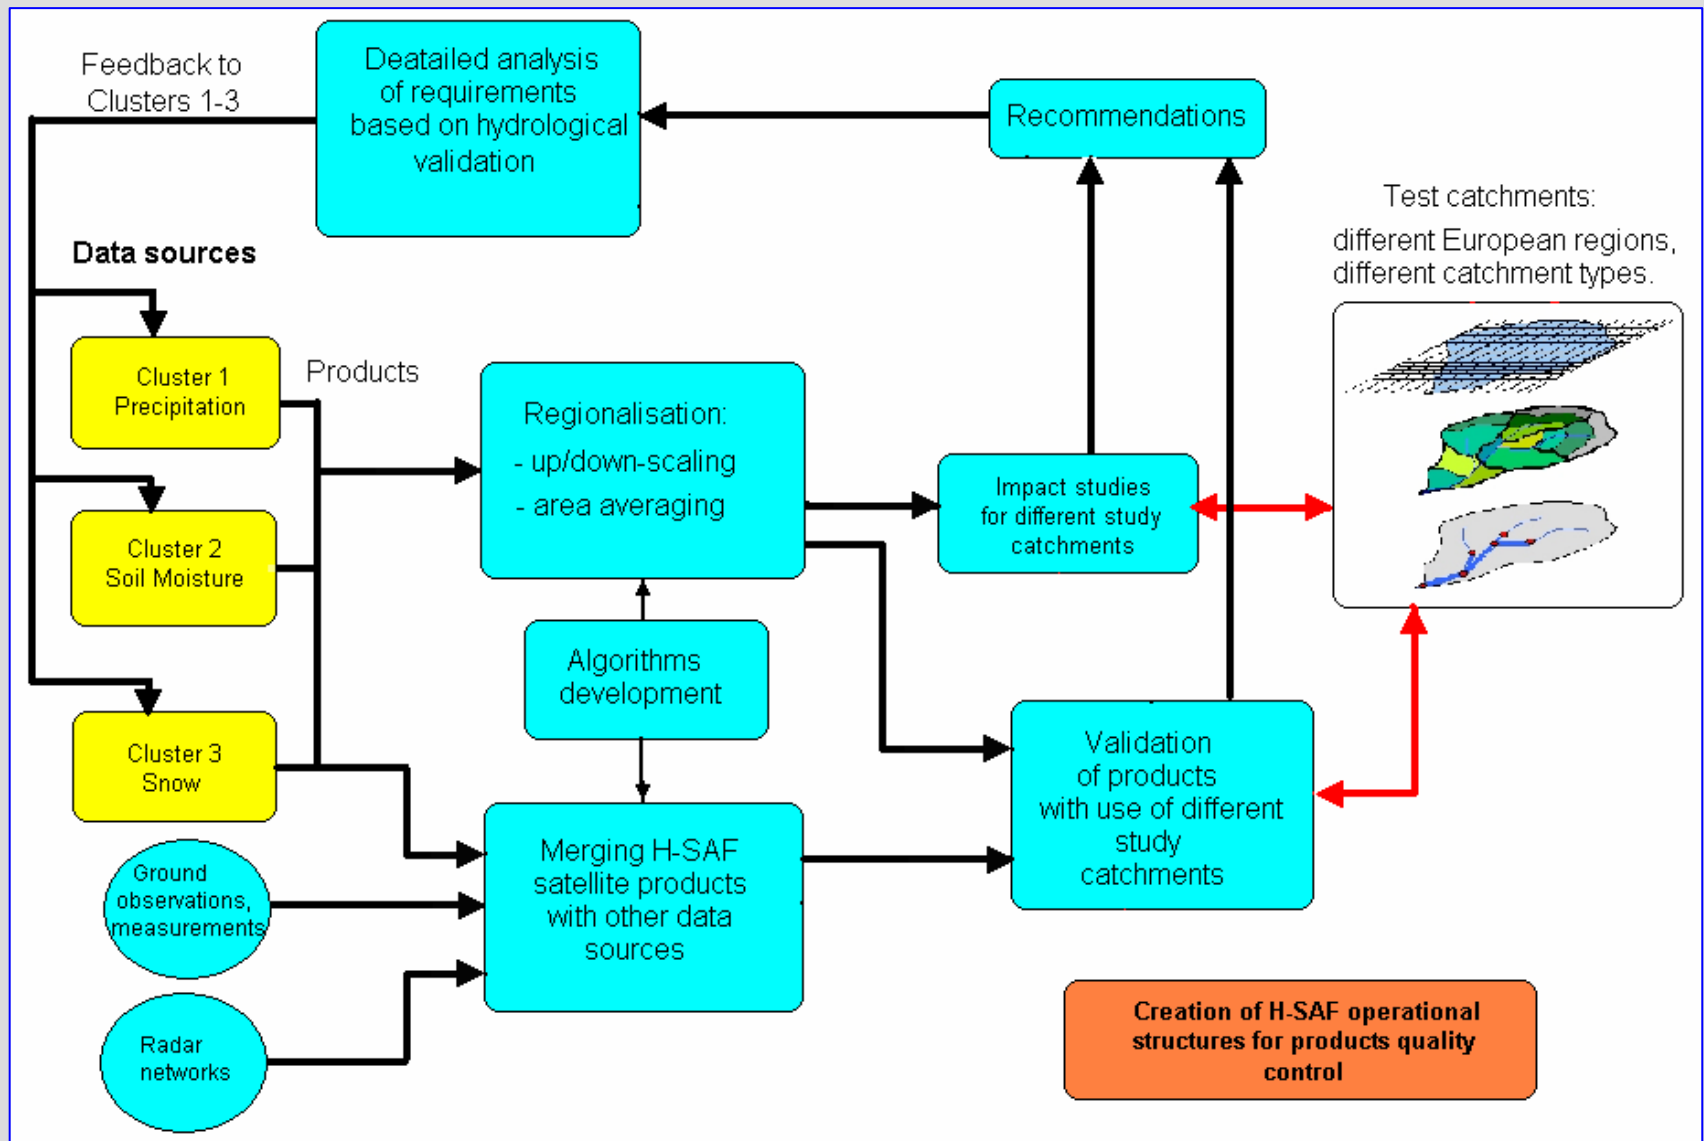 Feedback to
Clusters 1-3
Deatailed analysis
of requirements
based on hydrological
validation
Recommendations
Test catchments:
different European regions,
different catchment types.
Data sources
Cluster 1
Precipitation
Products
Regionalisation:
- up/down-scaling
- area averaging
Impact studies
for different study
catchments
Cluster 2
Soil Moisture
Algorithms
development
Cluster 3
Snow
Validation
of products
with use of different
study
catchments
Merging H-SAF
satellite products
with other data
sources
Ground
observations,
measurements
Radar
networks
Creation of H-SAF operational
structures for products quality
control